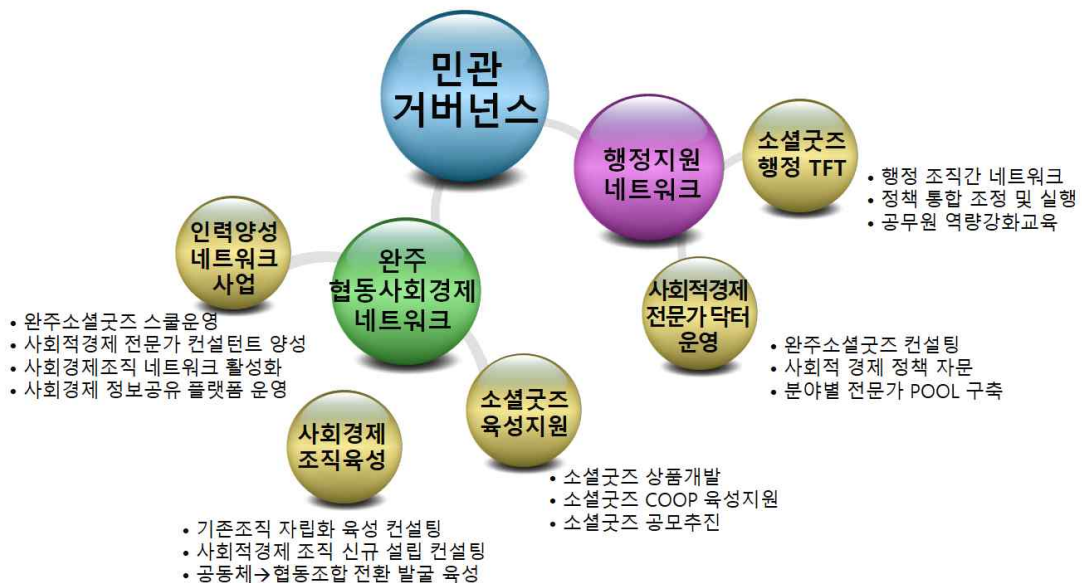 민관
거버넌스
행정지원
네트워크
소셜굿즈
행정 TFT
• 행정 조직간 네트워크
• 정책 통합 조정 및 실행
• 공무원 역량강화교육
사회적경제
전문가 닥터
운영
• 완주소셜굿즈 컨설팅
• 사회적 경제 정책 자문
• 분야별 전문가 POOL 구축
완주
협동사회경제
네트워크
인력양성
네트워크
사업
• 완주소셜굿즈 스쿨운영
• 사회적경제 전문가 컨설턴트 양성
• 사회경제조직 네트워크 활성화
• 사회경제 정보공유 플랫폼 운영
소셜굿즈
육성지원
• 소셜굿즈 상품개발
• 소셜굿즈 COOP 육성지원
• 소셜굿즈 공모추진
사회경제
조직육성
• 기존조직 자립화 육성 컨설팅
• 사회적경제 조직 신규 설립 컨설팅
• 공동체→협동조합 전환 발굴 육성